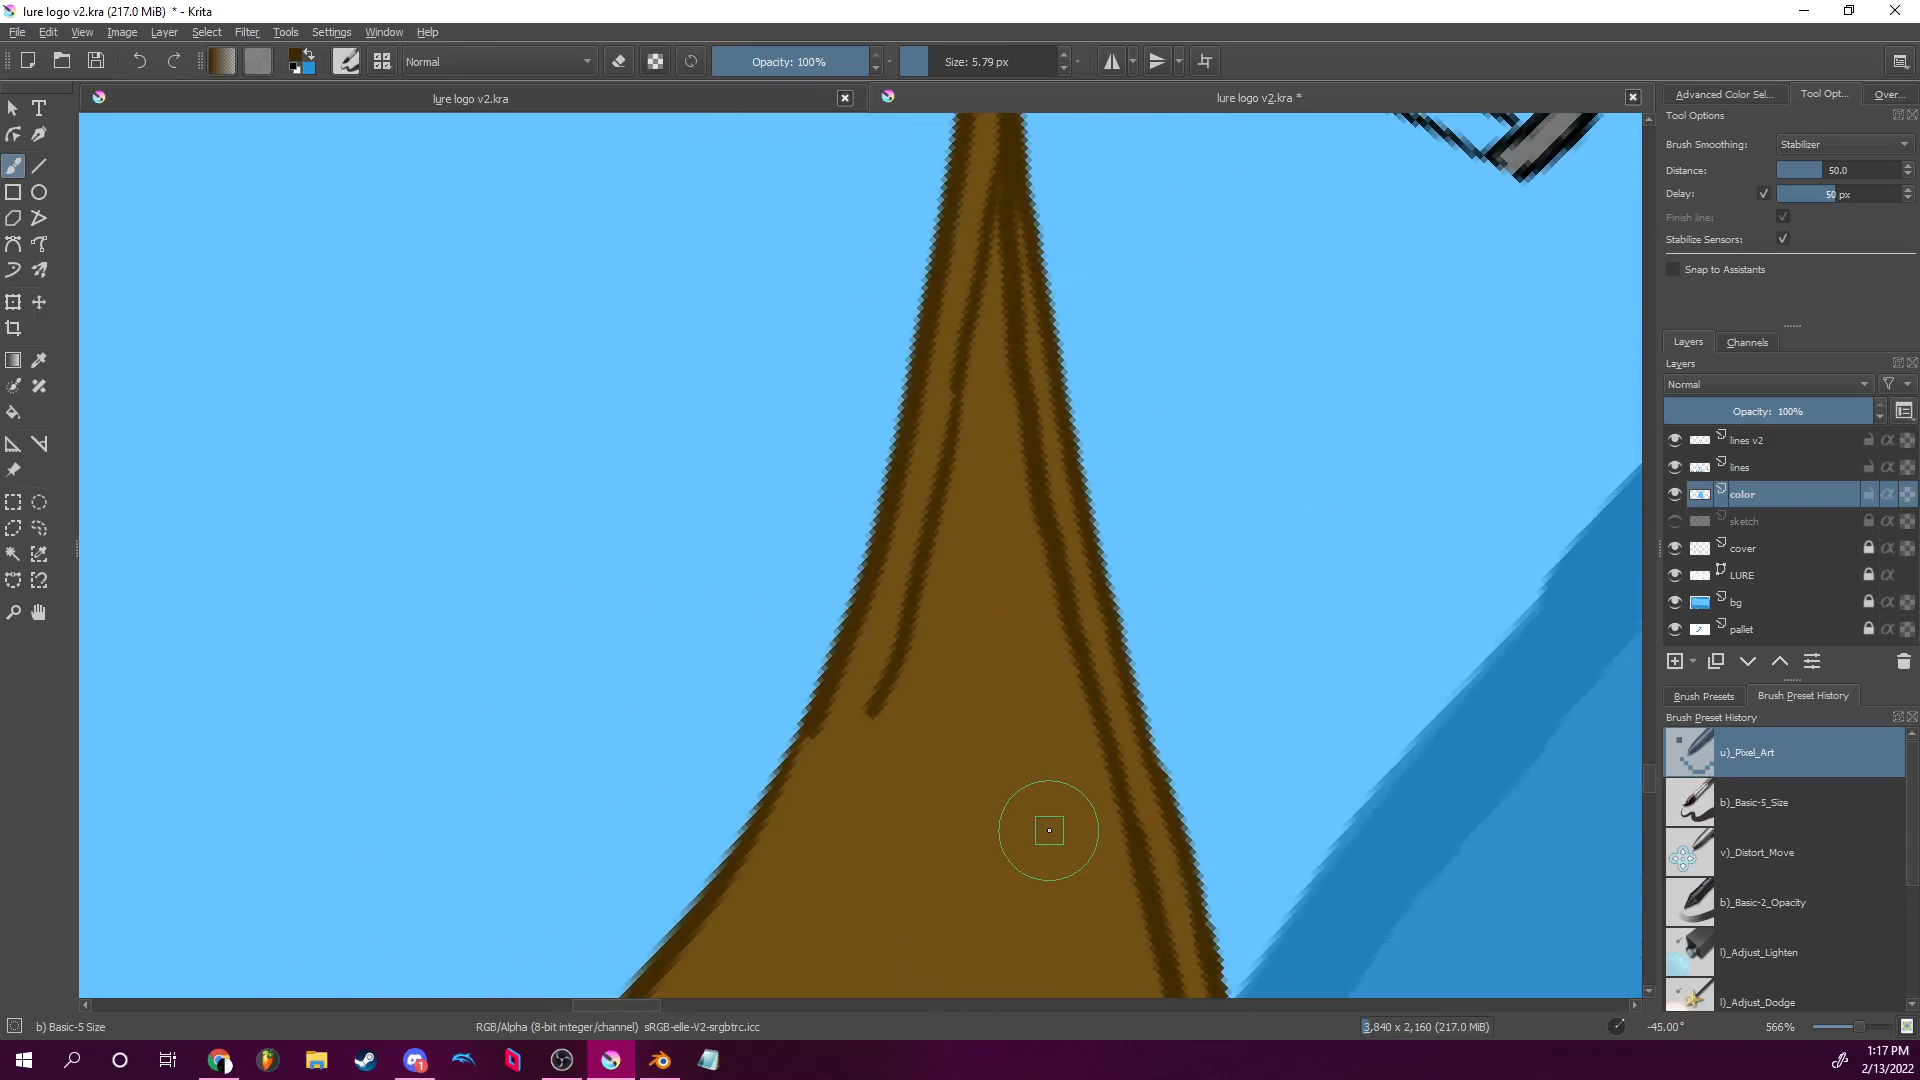 lure logo v2.kra (217.0 MiB)  * - Krita
File Edit View Image Layer Select Filter Tools Settings Window Help
Normal
Opacity: 100%
Size: 5.79 px
lure logo v2.kra
lure logo v2.kra *
Advanced Color Sel...
Tool Opt...
Over...
Tool Options
Brush Smoothing: Stabilizer
Distance: 50.0
Delay: 50 px
Finish line:
Stabilize Sensors:
Snap to Assistants
Layers
Channels
Layers
Normal
Opacity: 100%
lines v2
lines
color
sketch
cover
LURE
bg
pallet
Brush Presets
Brush Preset History
Brush Preset History
u)_Pixel_Art
b)_Basic-5_Size
v)_Distort_Move
b)_Basic-2_Opacity
l)_Adjust_Lighten
l)_Adjust_Dodge
b) Basic-5 Size
RGB/Alpha (8-bit integer/channel)  sRGB-elle-V2-srgbtrc.icc
3,840 x 2,160 (217.0 MiB)
-45.00°
566%
1
1:17 PM
2/13/2022